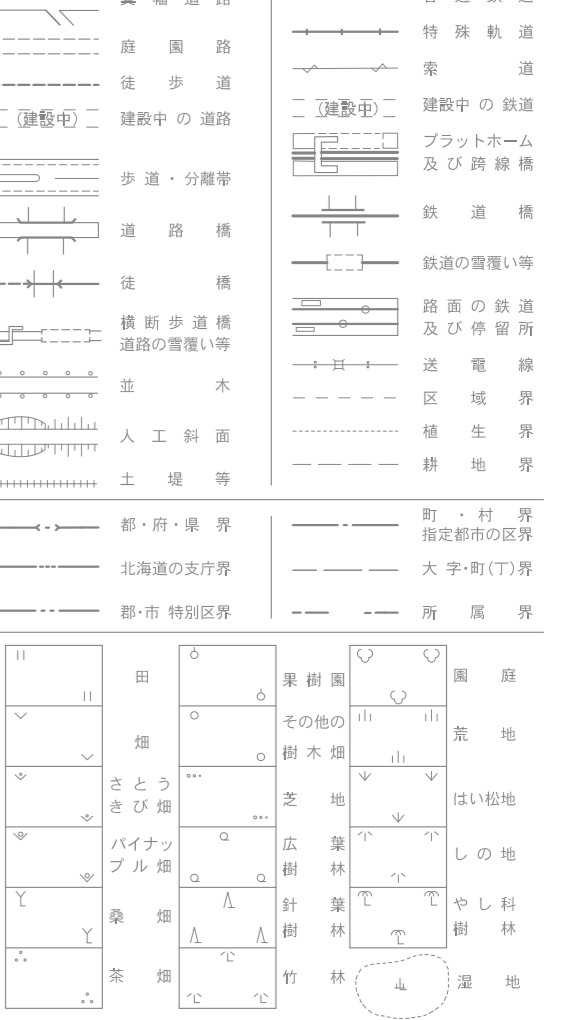 庭園路
徒歩道
(建設中)
建設中の道路
歩道・分離帯
道路橋
徒橋
横断歩道橋
道路の雪覆い等
並木
人工斜面
土堤等
特殊軌道
索道
(建設中)
建設中の鉄道
プラットホーム
及び跨線橋
鉄道橋
鉄道の雪覆い等
路面の鉄道
及び停留所
送電線
区域界
植生界
耕地界
都・府・県界
北海道の支庁界
郡・市 特別区界
町・村界
指定都市の区界
大字・町(丁)界
所属界
田
畑
さとう
きび畑
パイナッ
プル畑
桑畑
茶畑
果樹園
その他の
樹木畑
芝地
広葉
樹林
針葉
樹林
竹林
園庭
荒地
はい松地
しの地
やし科
樹林
湿地